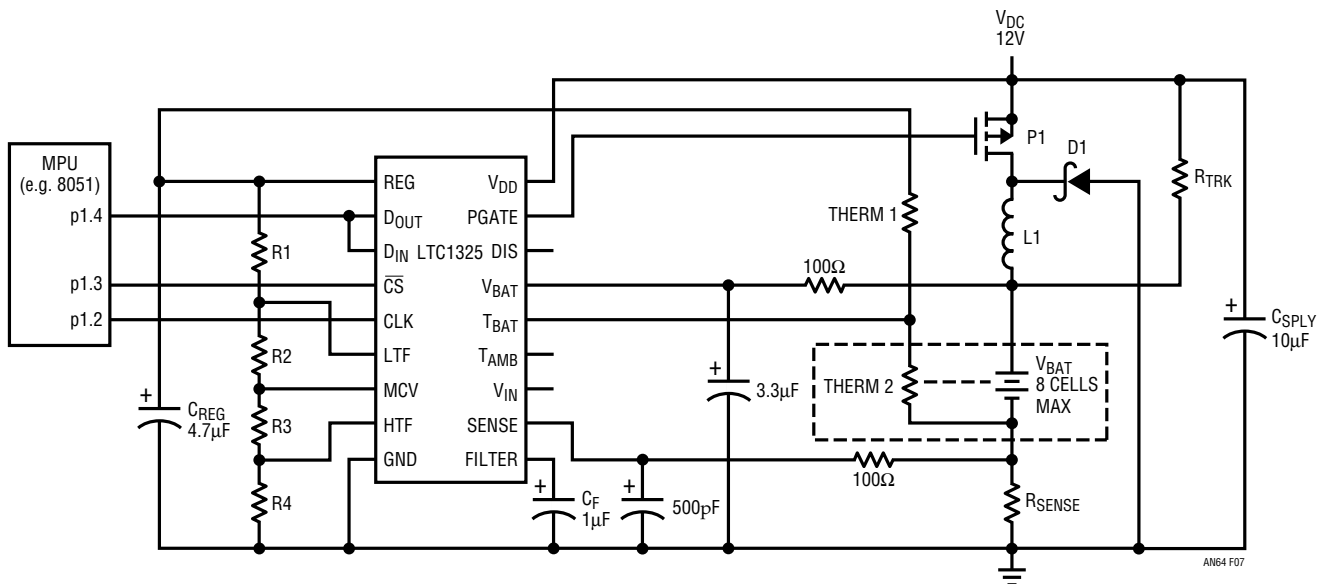 V_DC
12V
P1
D1
R_TRK
L1
MPU
(e.g. 8051)
p1.4
p1.3
p1.2
REG
D_OUT
D_IN
LTC1325
C̅S̅
CLK
LTF
MCV
HTF
GND
V_DD
PGATE
DIS
V_BAT
T_BAT
T_AMB
V_IN
SENSE
FILTER
R1
R2
R3
R4
+
C_REG
4.7µF
THERM 1
100Ω
+
3.3µF
THERM 2
V_BAT
8 CELLS
MAX
+
C_SPLY
10µF
100Ω
R_SENSE
+
C_F
1µF
+
500pF
AN64 F07